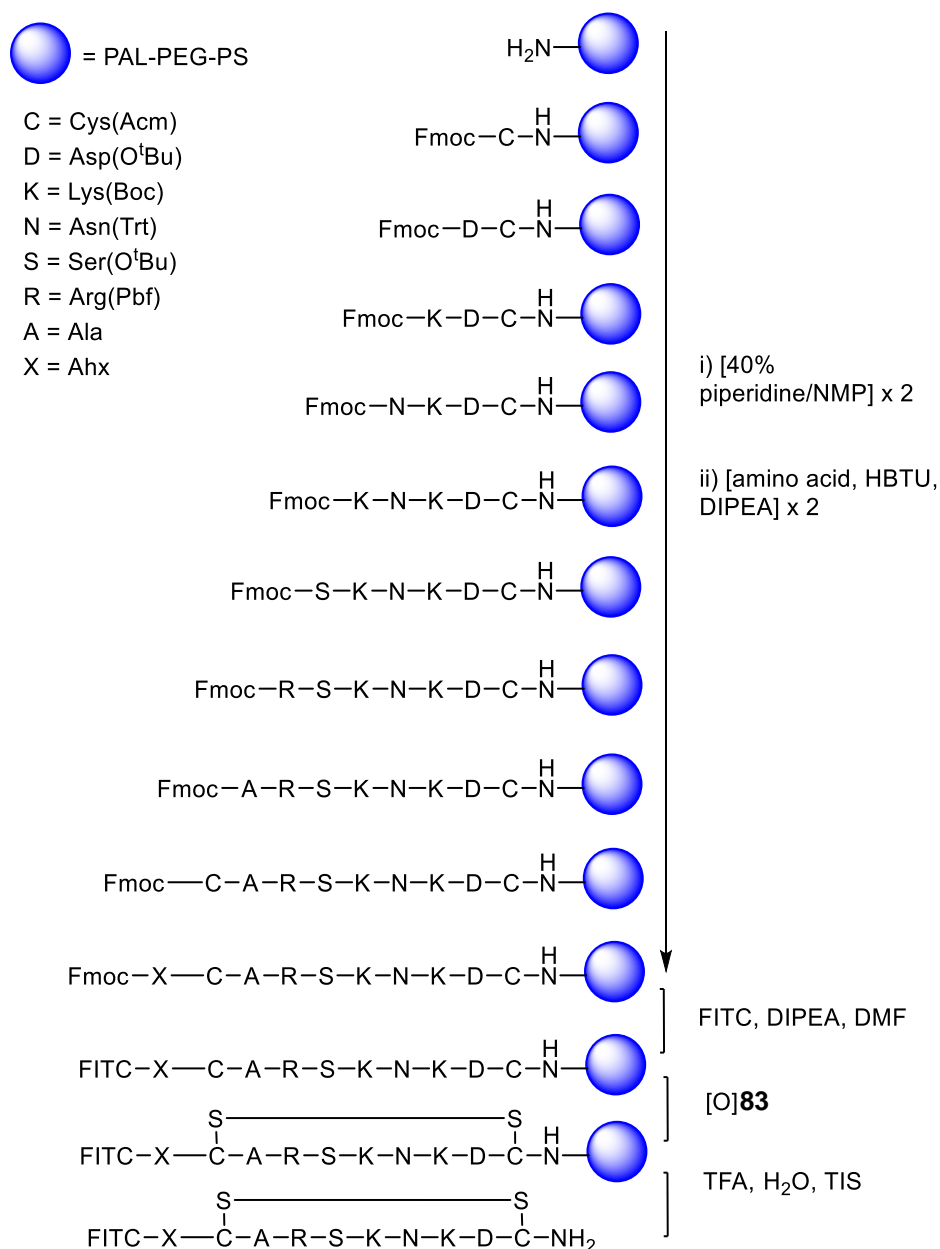 = PAL-PEG-PS
C = Cys(Acm)
D = Asp(OᵗBu)
K = Lys(Boc)
N = Asn(Trt)
S = Ser(OᵗBu)
R = Arg(Pbf)
A = Ala
X = Ahx
H₂N
H
Fmoc–C–N
H
Fmoc–D–C–N
H
Fmoc–K–D–C–N
H
Fmoc–N–K–D–C–N
H
Fmoc–K–N–K–D–C–N
H
Fmoc–S–K–N–K–D–C–N
H
Fmoc–R–S–K–N–K–D–C–N
H
Fmoc–A–R–S–K–N–K–D–C–N
H
Fmoc–C–A–R–S–K–N–K–D–C–N
H
Fmoc–X–C–A–R–S–K–N–K–D–C–N
H
FITC–X–C–A–R–S–K–N–K–D–C–N
S S H
FITC–X–C–A–R–S–K–N–K–D–C–N
S S
FITC–X–C–A–R–S–K–N–K–D–C–NH₂
i) [40%
piperidine/NMP] x 2
ii) [amino acid, HBTU,
DIPEA] x 2
FITC, DIPEA, DMF
[O]83
TFA, H₂O, TIS